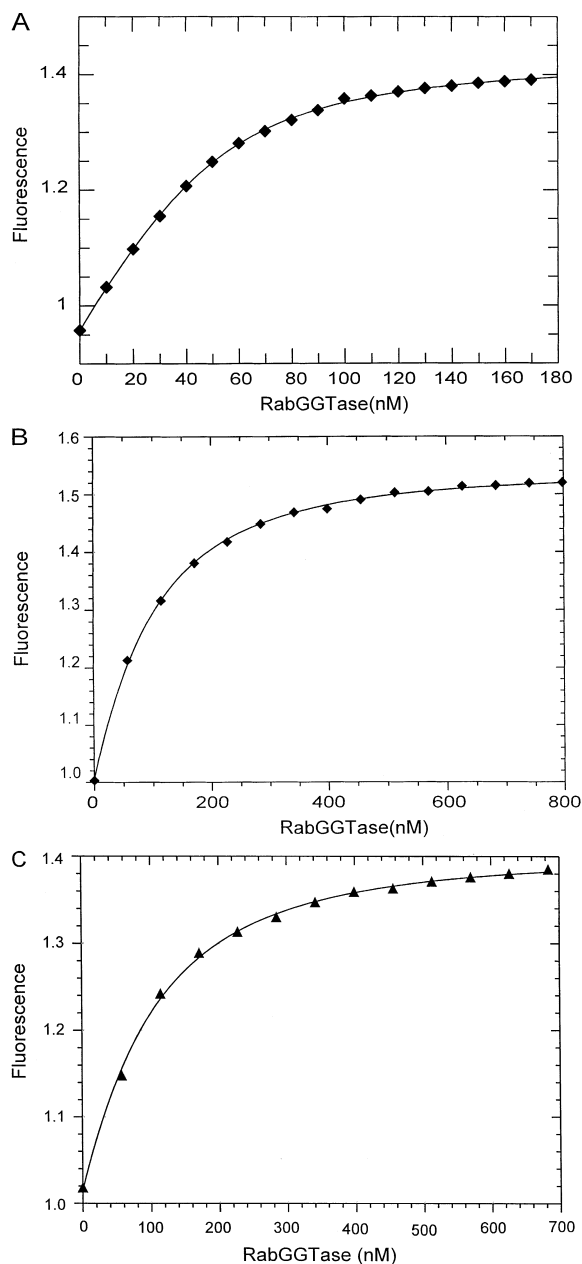 A
1.4
1.2
1
Fluorescence
0 20 40 60 80 100 120 140 160 180
RabGGTase(nM)
B
1.6
1.5
1.4
1.3
1.2
1.1
1.0
Fluorescence
0 200 400 600 800
RabGGTase(nM)
C
1.4
1.3
1.2
1.1
1.0
Fluorescence
0 100 200 300 400 500 600 700
RabGGTase (nM)